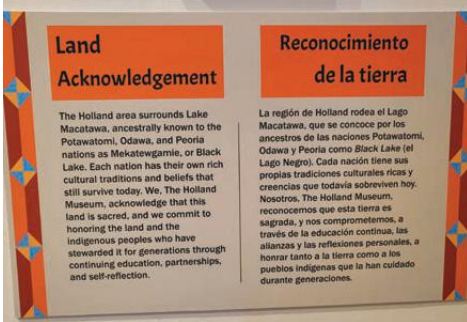 Land
Acknowledgement
The Holland area surrounds Lake
Macatawa, ancestrally known to the
Potawatomi, Odawa, and Peoria
nations as Mekatewgamie, or Black
Lake. Each nation has their own rich
cultural traditions and beliefs that
still survive today. We, The Holland
Museum, acknowledge that this
land is sacred, and we commit to
honoring the land and the
indigenous peoples who have
stewarded it for generations through
continuing education, partnerships,
and self-reflection.
Reconocimiento
de la tierra
La región de Holland rodea el Lago
Macatawa, que se concoce por los
ancestros de las naciones Potawatomi,
Odawa y Peoria como Black Lake (el
Lago Negro). Cada nación tiene sus
propias tradiciones culturales ricas y
creencias que todavía sobreviven hoy.
Nosotros, The Holland Museum,
reconocemos que esta tierra es
sagrada, y nos comprometemos, a
través de la educación continua, las
alianzas y las reflexiones personales, a
honrar tanto a la tierra como a los
pueblos indígenas que la han cuidado
durante generaciones.